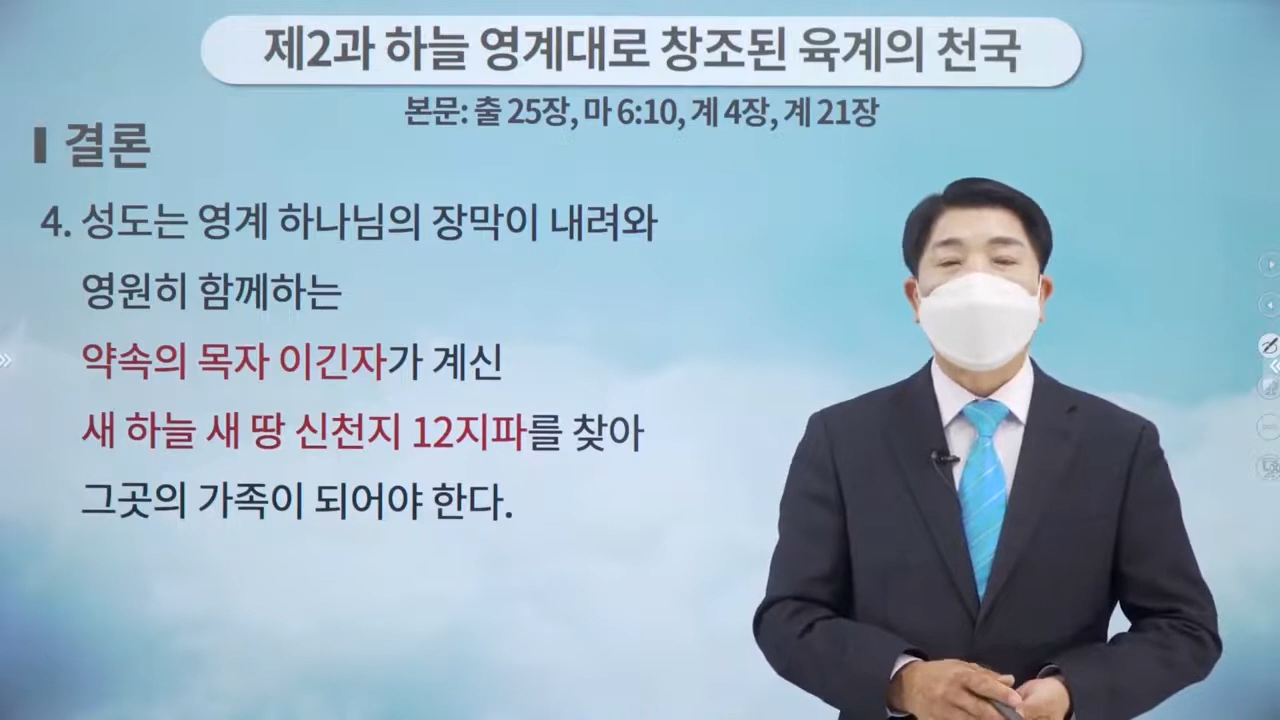 제2과 하늘 영계대로 창조된 육계의 천국
본문: 출 25장, 마 6:10, 계 4장, 계 21장
결론
4. 성도는 영계 하나님의 장막이 내려와
영원히 함께하는
약속의 목자 이긴자가 계신
새 하늘 새 땅 신천지 12지파를 찾아
그곳의 가족이 되어야 한다.